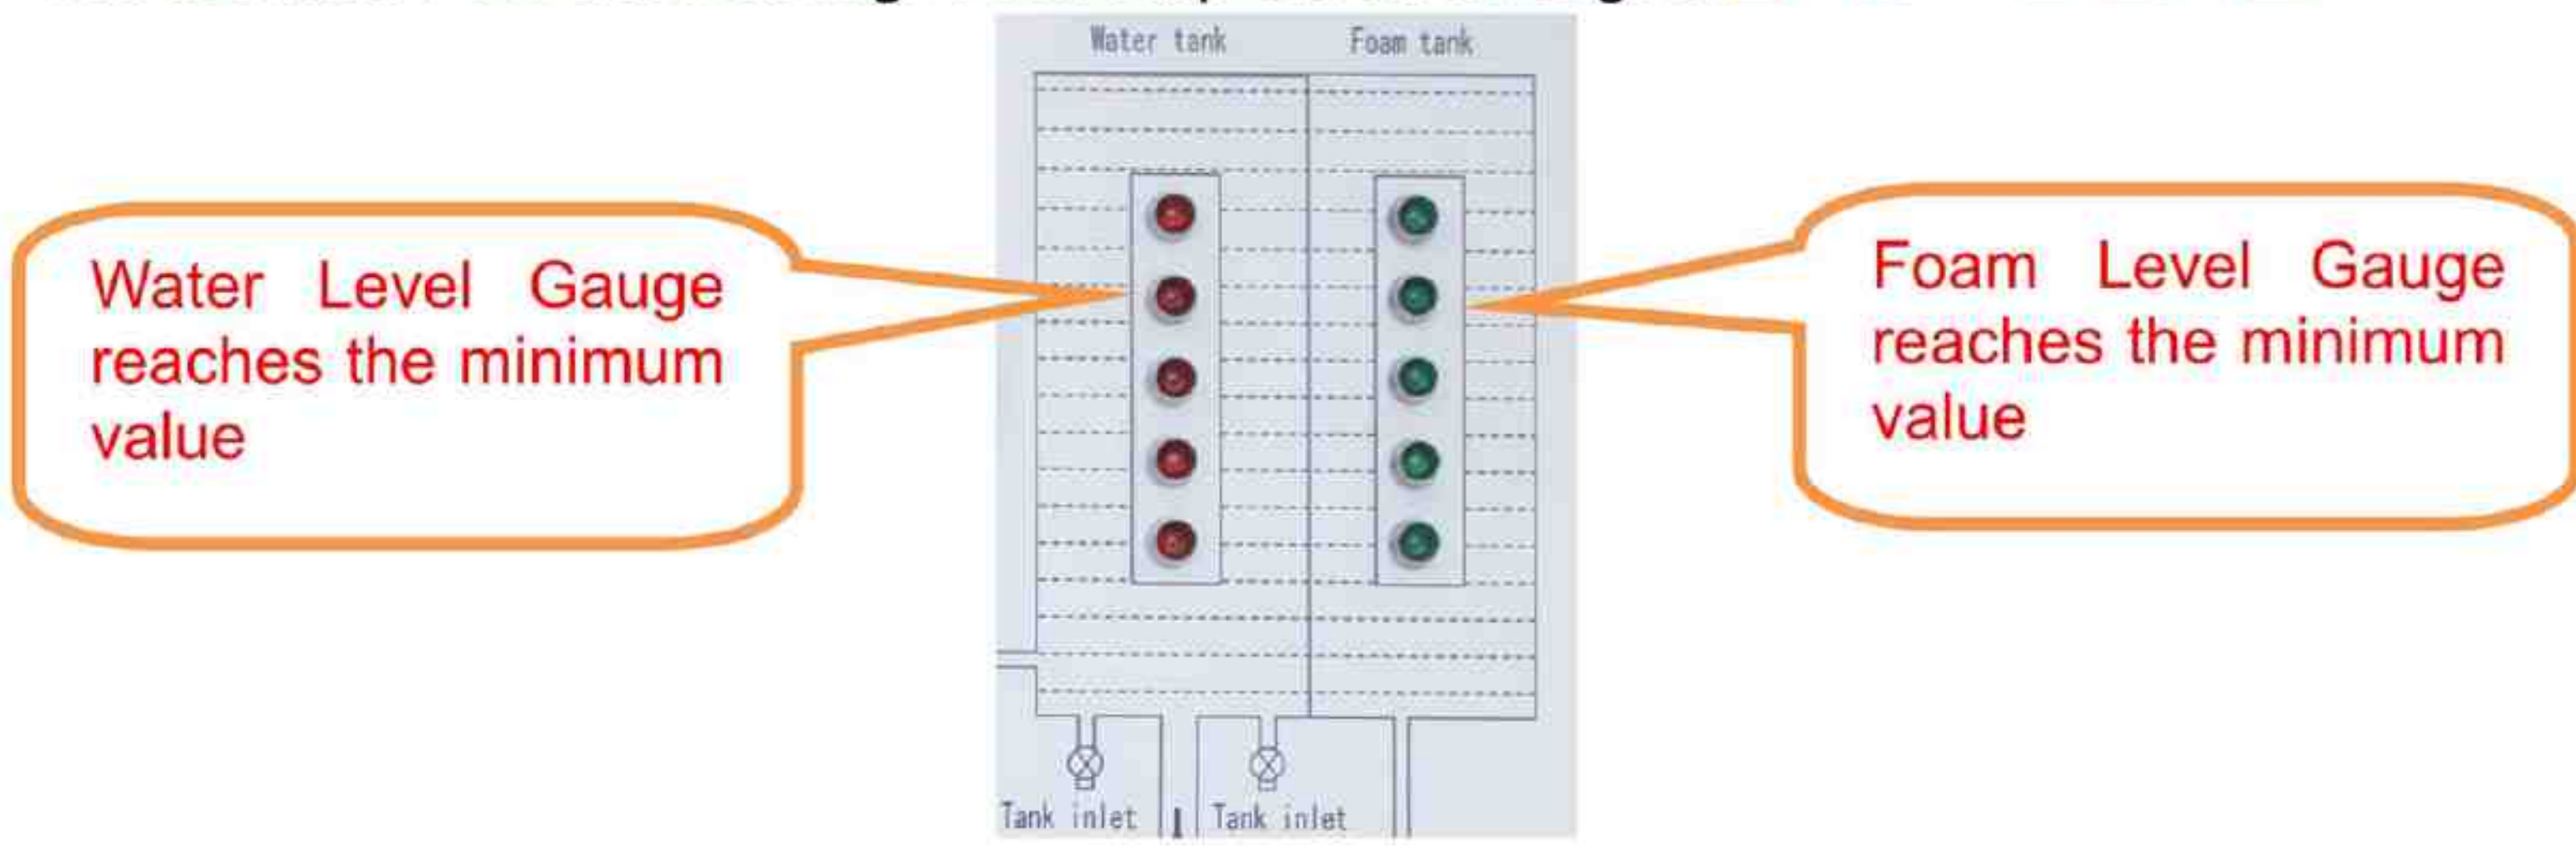 Water tank Foam tank
Water Level Gauge
reaches the minimum
value
Foam Level Gauge
reaches the minimum
value
Tank inlet Tank inlet